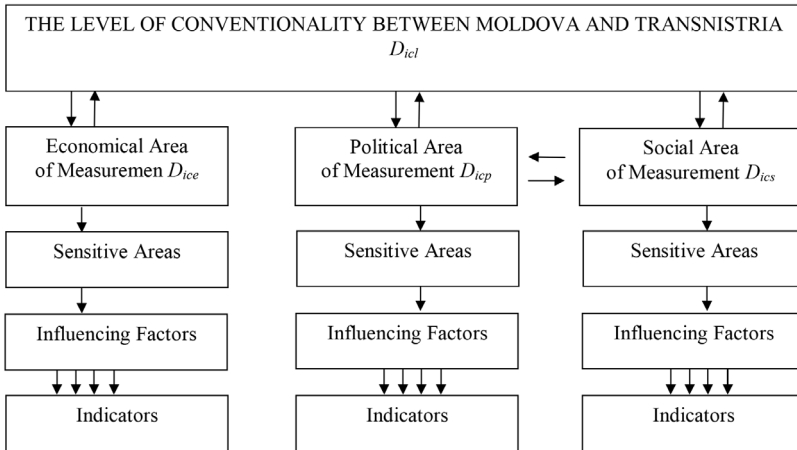 THE LEVEL OF CONVENTIONALITY BETWEEN MOLDOVA AND TRANSNISTRIA
Dicl
Economical Area
of Measuremen Dice
Political Area
of Measurement Dicp
Social Area
of Measurement Dics
Sensitive Areas
Sensitive Areas
Sensitive Areas
Influencing Factors
Influencing Factors
Influencing Factors
Indicators
Indicators
Indicators